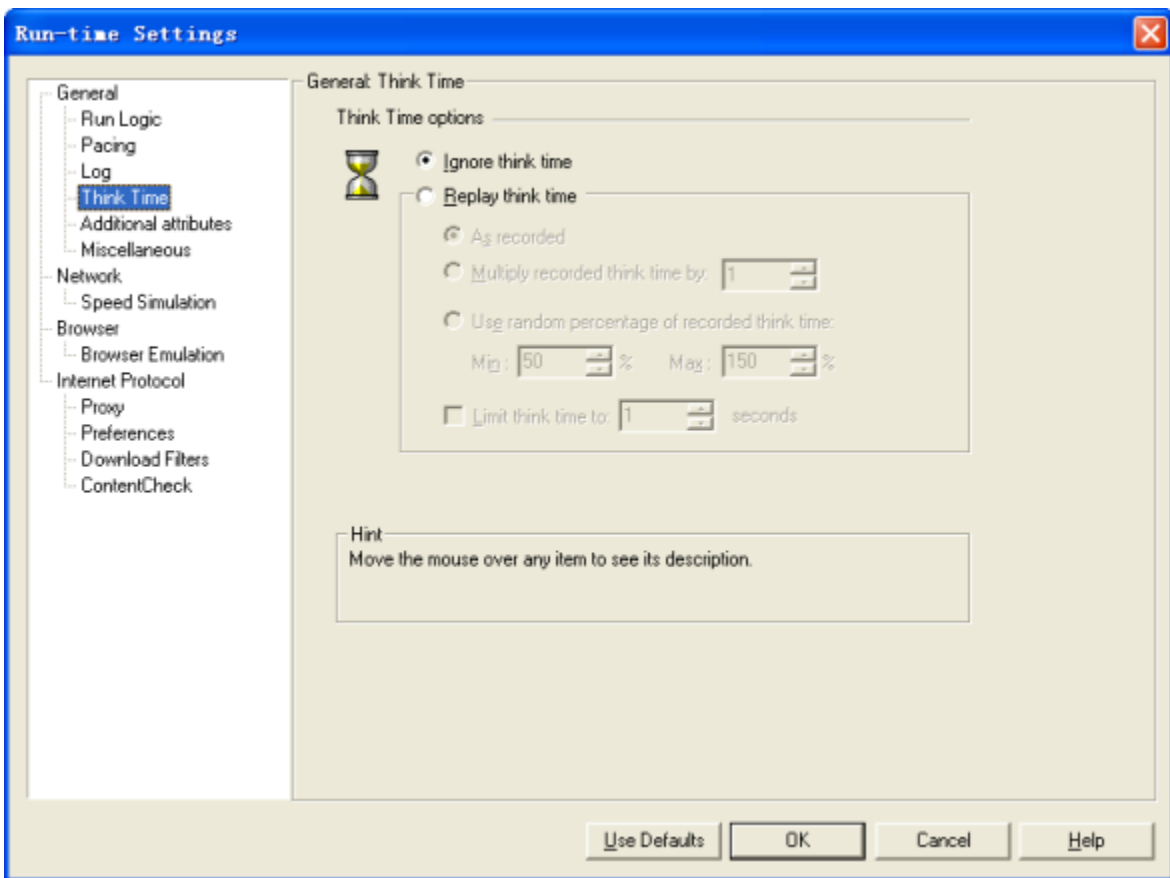 Run-time Settings
General
Run Logic
Pacing
Log
Think Time
Additional attributes
Miscellaneous
Network
Speed Simulation
Browser
Browser Emulation
Internet Protocol
Proxy
Preferences
Download Filters
ContentCheck
General: Think Time
Think Time options
Ignore think time
Replay think time
As recorded
Multiply recorded think time by: 1
Use random percentage of recorded think time:
Min: 50 % Max: 150 %
Limit think time to: 1 seconds
Hint
Move the mouse over any item to see its description.
Use Defaults OK Cancel Help